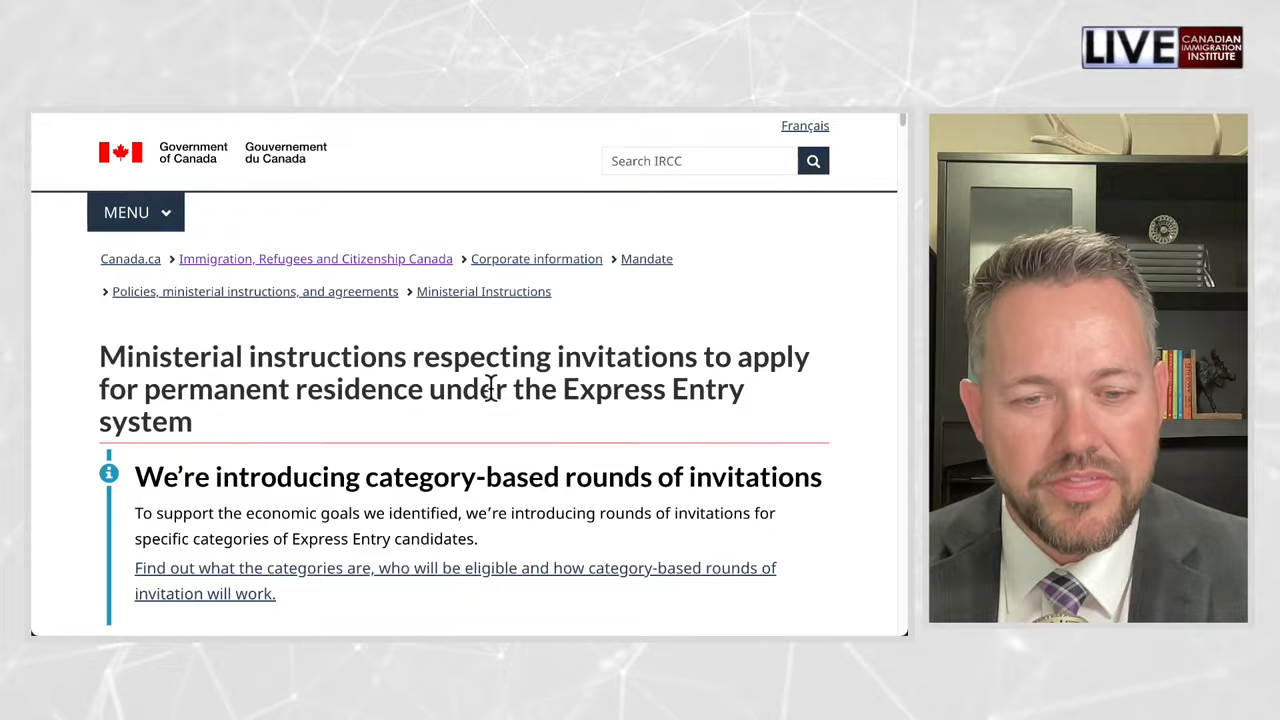 LIVE CANADIAN
IMMIGRATION
INSTITUTE
Français
Government
of Canada
Gouvernement
du Canada
Search IRCC
MENU
Canada.ca > Immigration, Refugees and Citizenship Canada > Corporate information > Mandate
> Policies, ministerial instructions, and agreements > Ministerial Instructions
Ministerial instructions respecting invitations to apply
for permanent residence under the Express Entry
system
We’re introducing category-based rounds of invitations
To support the economic goals we identified, we’re introducing rounds of invitations for
specific categories of Express Entry candidates.
Find out what the categories are, who will be eligible and how category-based rounds of
invitation will work.